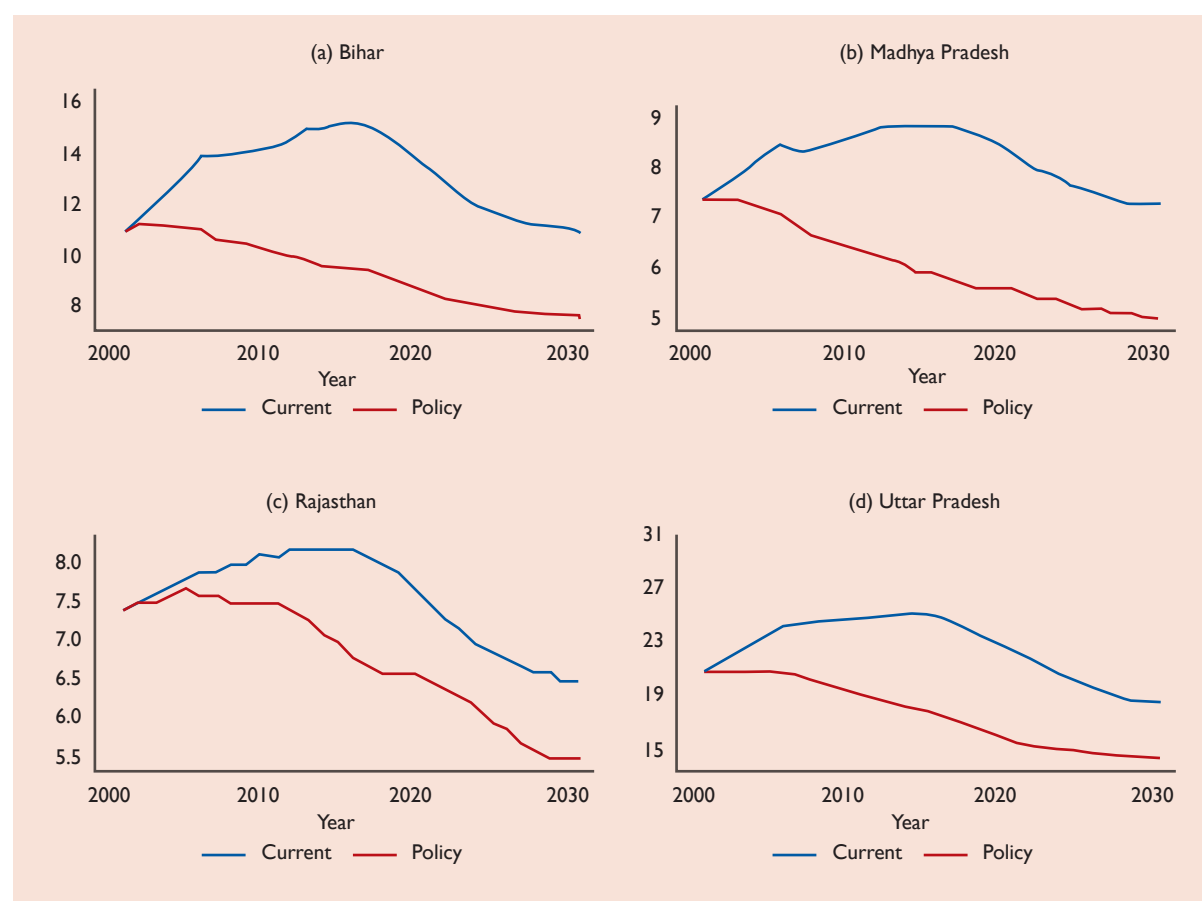 (a) Bihar
16
14
12
10
8
2000 2010 2020 2030
Year
Current Policy
(b) Madhya Pradesh
9
8
7
6
5
2000 2010 2020 2030
Year
Current Policy
(c) Rajasthan
8.0
7.5
7.0
6.5
6.0
5.5
2000 2010 2020 2030
Year
Current Policy
(d) Uttar Pradesh
31
27
23
19
15
2000 2010 2020 2030
Year
Current Policy